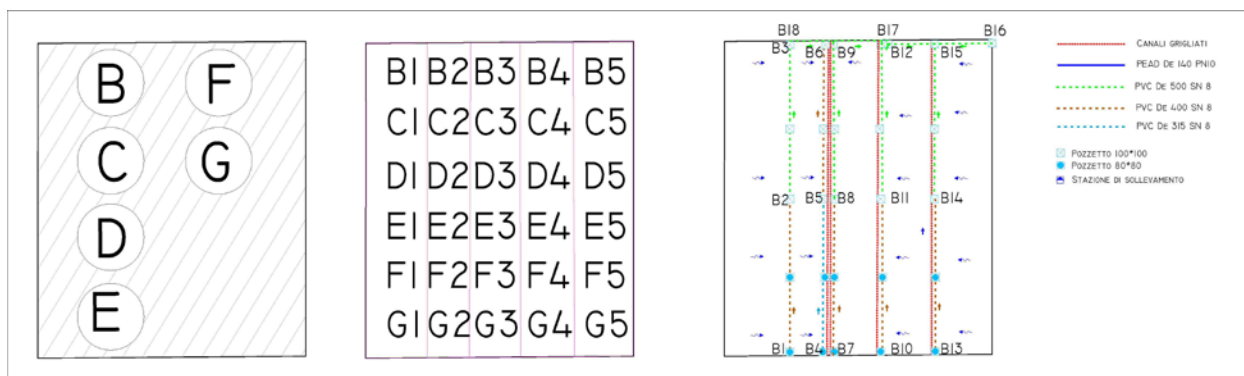 B F
C G
D
E
B1 B2 B3 B4 B5
C1 C2 C3 C4 C5
D1 D2 D3 D4 D5
E1 E2 E3 E4 E5
F1 F2 F3 F4 F5
G1 G2 G3 G4 G5
B18 B17 B16
B3 B6 B9 B12 B15
B2 B5 B8 B11 B14
B1 B4 B7 B10 B13
CANALI GRIGLIATI
PEAD DE 140 PN10
PVC DE 500 SN 8
PVC DE 400 SN 8
PVC DE 315 SN 8
POZZETTO 100*100
POZZETTO 80*80
STAZIONE DI SOLLEVAMENTO